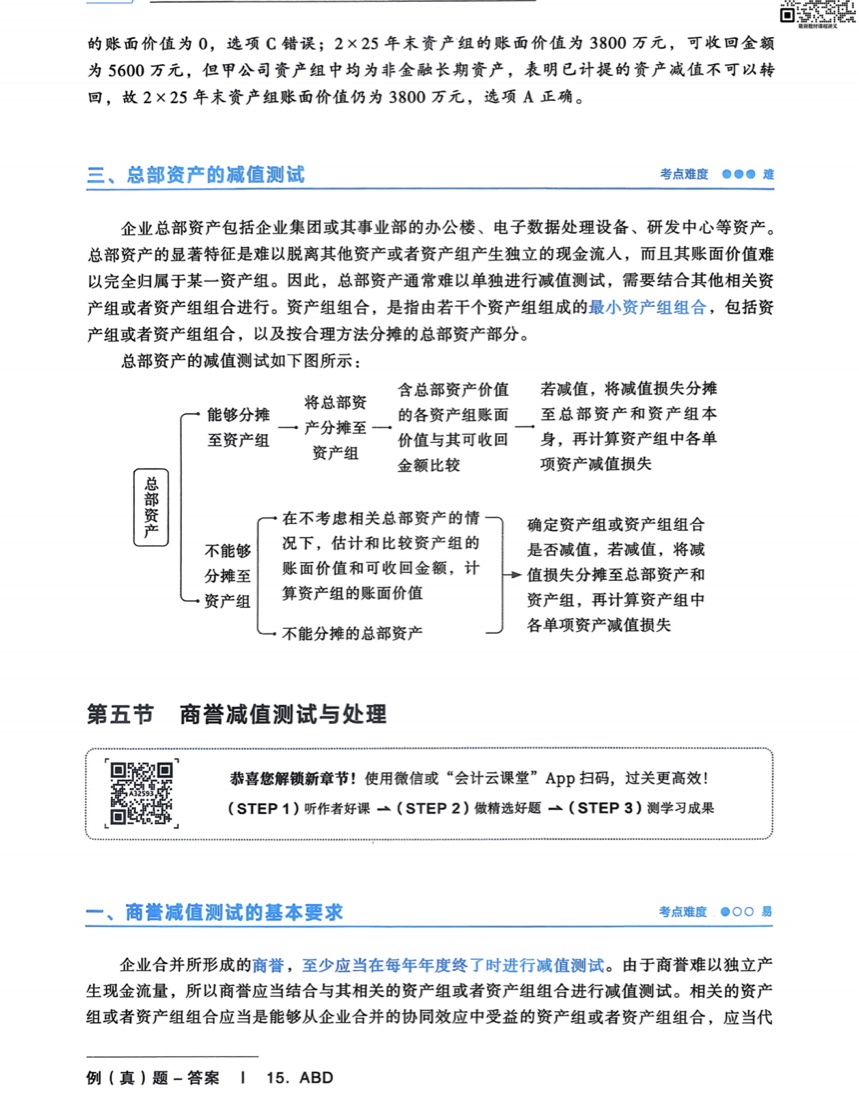 的账面价值为 0，选项 C 错误；2×25 年末资产组的账面价值为 3800 万元，可收回金额
为 5600 万元，但甲公司资产组中均为非金融长期资产，表明已计提的资产减值不可以转
回，故 2×25 年末资产组账面价值仍为 3800 万元，选项 A 正确。
三、总部资产的减值测试
考点难度 ●●● 难
企业总部资产包括企业集团或其事业部的办公楼、电子数据处理设备、研发中心等资产。
总部资产的显著特征是难以脱离其他资产或者资产组产生独立的现金流人，而且其账面价值难
以完全归属于某一资产组。因此，总部资产通常难以单独进行减值测试，需要结合其他相关资
产组或者资产组组合进行。资产组组合，是指由若干个资产组组成的最小资产组组合，包括资
产组或者资产组组合，以及按合理方法分摊的总部资产部分。
总部资产的减值测试如下图所示：
总部资产
能够分摊
至资产组
将总部资
产分摊至
资产组
含总部资产价值
的各资产组账面
价值与其可收回
金额比较
若减值，将减值损失分摊
至总部资产和资产组本
身，再计算资产组中各单
项资产减值损失
不能够
分摊至
资产组
在不考虑相关总部资产的情
况下，估计和比较资产组的
账面价值和可收回金额，计
算资产组的账面价值
不能分摊的总部资产
确定资产组或资产组组合
是否减值，若减值，将减
值损失分摊至总部资产和
资产组，再计算资产组中
各单项资产减值损失
第五节 商誉减值测试与处理
恭喜您解锁新章节！使用微信或“会计云课堂”App 扫码，过关更高效！
（STEP 1）听作者好课 ⇀（STEP 2）做精选好题 ⇀（STEP 3）测学习成果
一、商誉减值测试的基本要求
考点难度 ●○○ 易
企业合并所形成的商誉，至少应当在每年年度终了时进行减值测试。由于商誉难以独立产
生现金流量，所以商誉应当结合与其相关的资产组或者资产组组合进行减值测试。相关的资产
组或者资产组组合应当是能够从企业合并的协同效应中受益的资产组或者资产组组合，应当代
例（真）题－答案 | 15. ABD